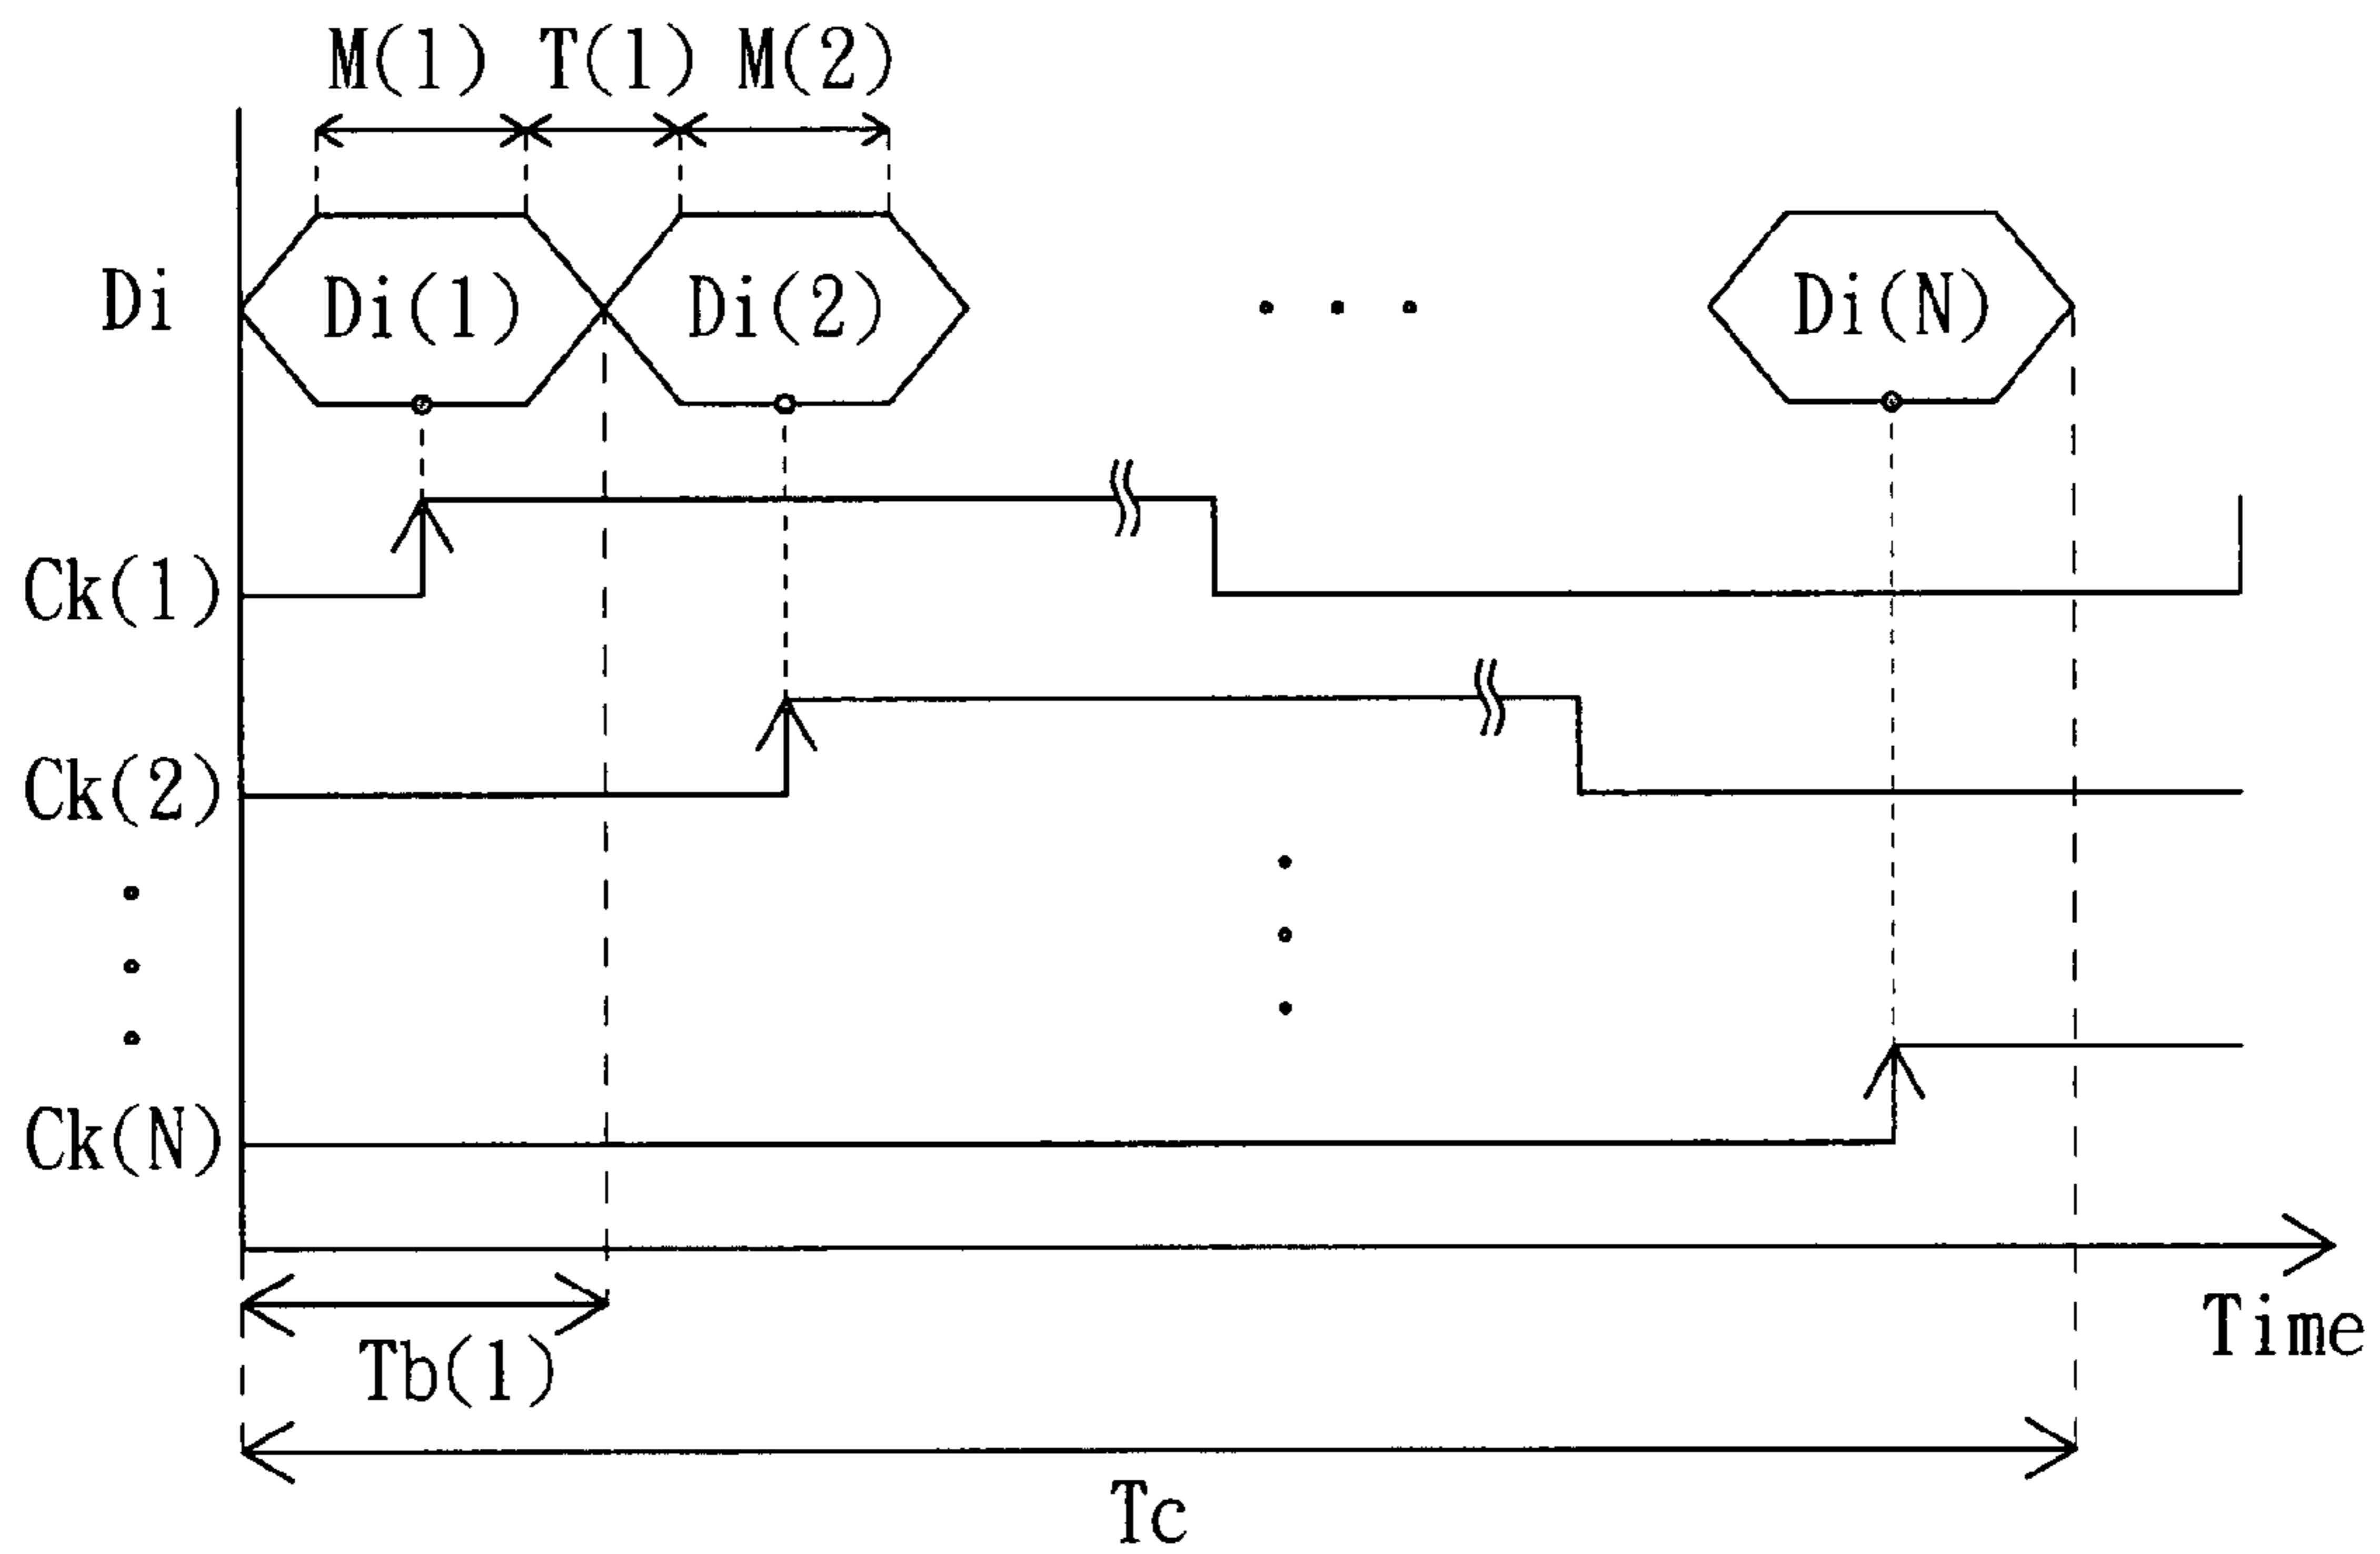 M(1) T(1) M(2)
Di Di(1) Di(2) Di(N)
Ck(1)
Ck(2)
Ck(N)
Time
Tb(1)
Tc